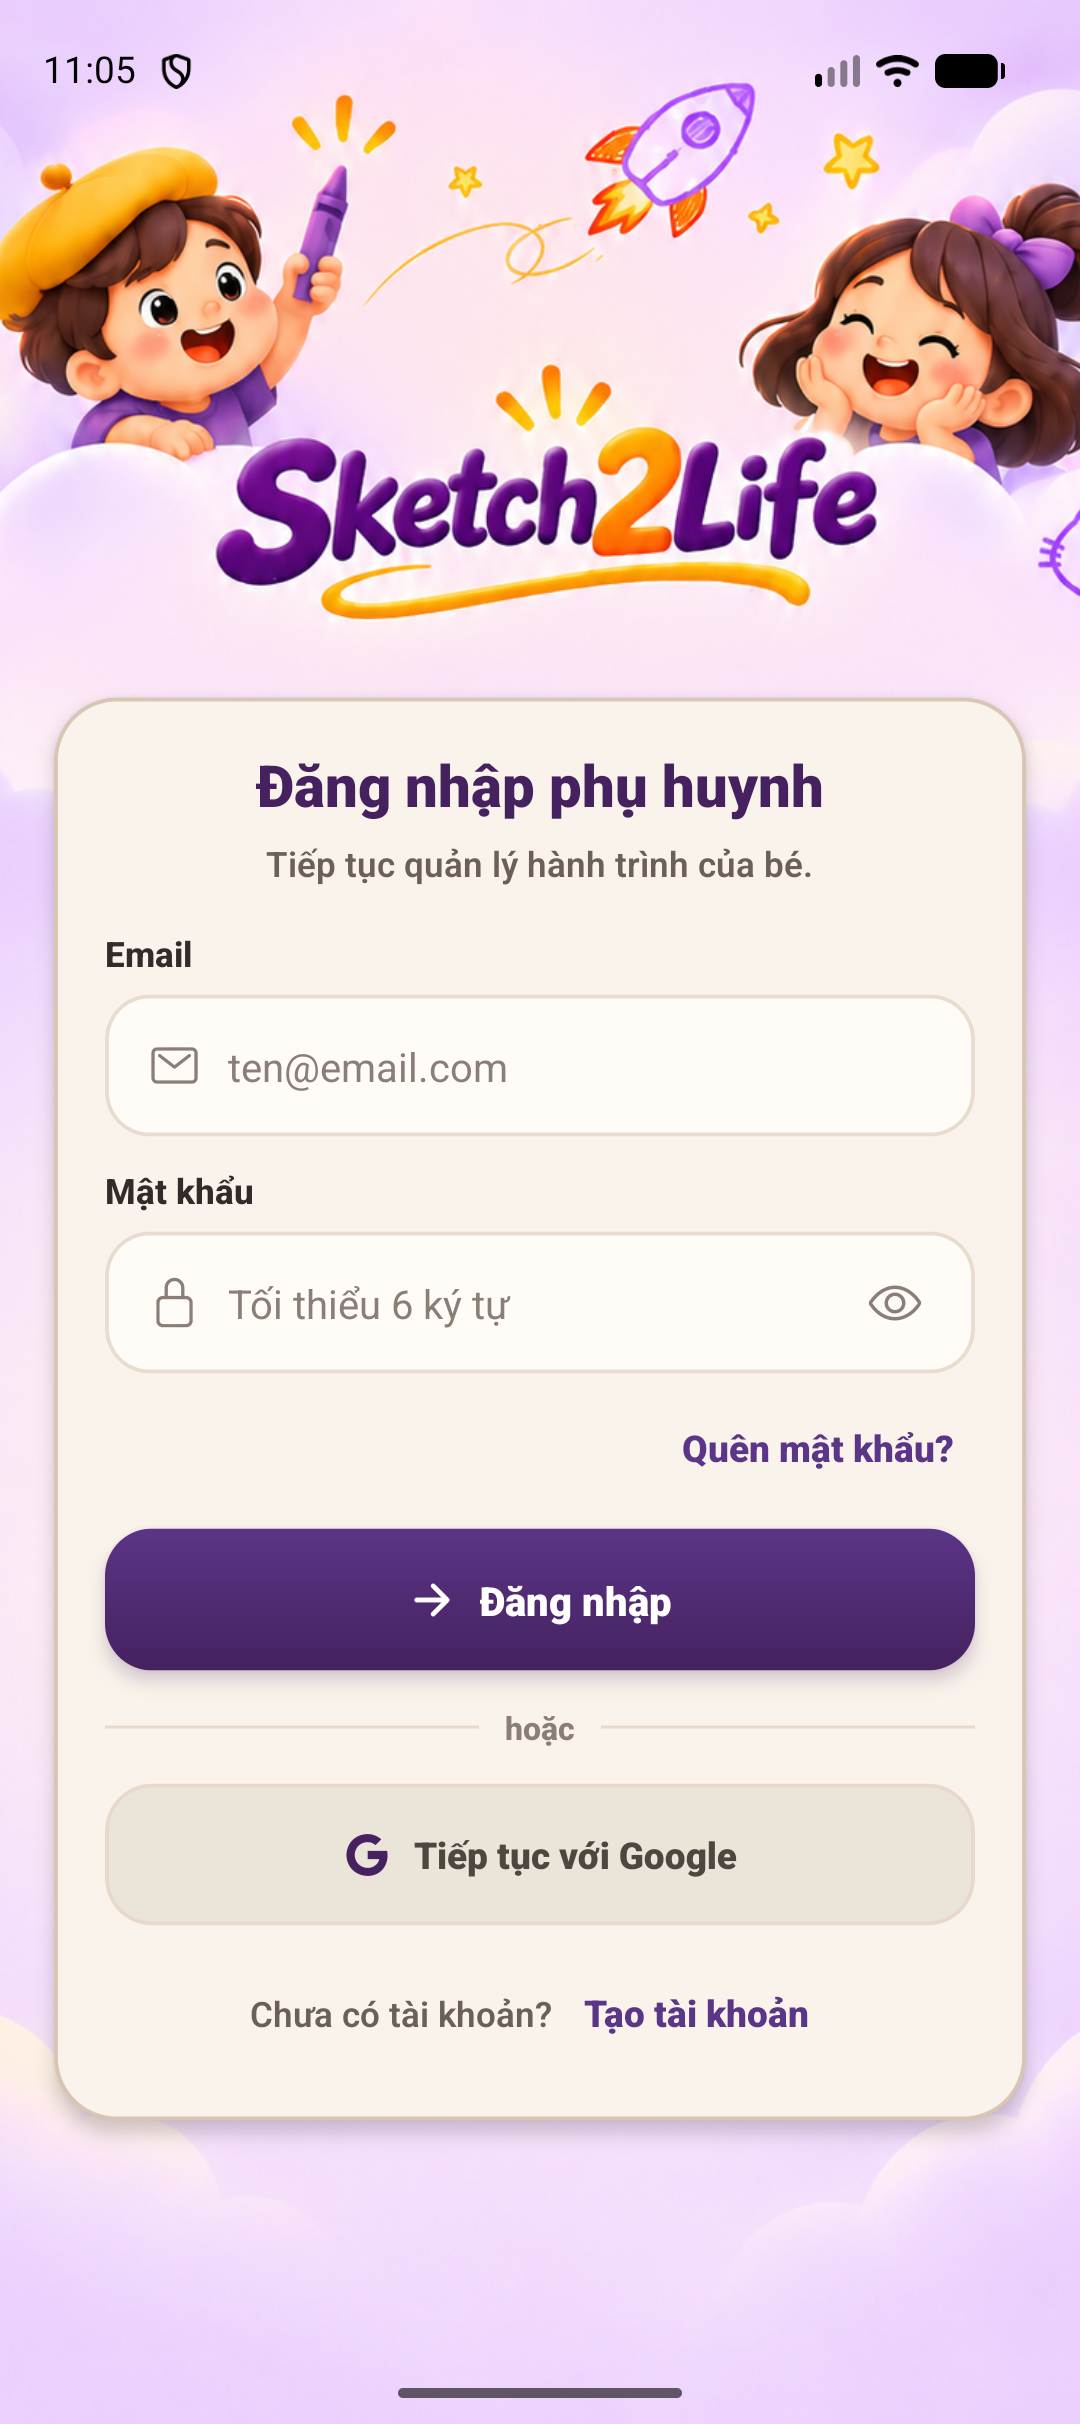 11:05
Sketch2Life
Đăng nhập phụ huynh
Tiếp tục quản lý hành trình của bé.
Email
ten@email.com
Mật khẩu
Tối thiểu 6 ký tự
Quên mật khẩu?
Đăng nhập
hoặc
Tiếp tục với Google
Chưa có tài khoản? Tạo tài khoản